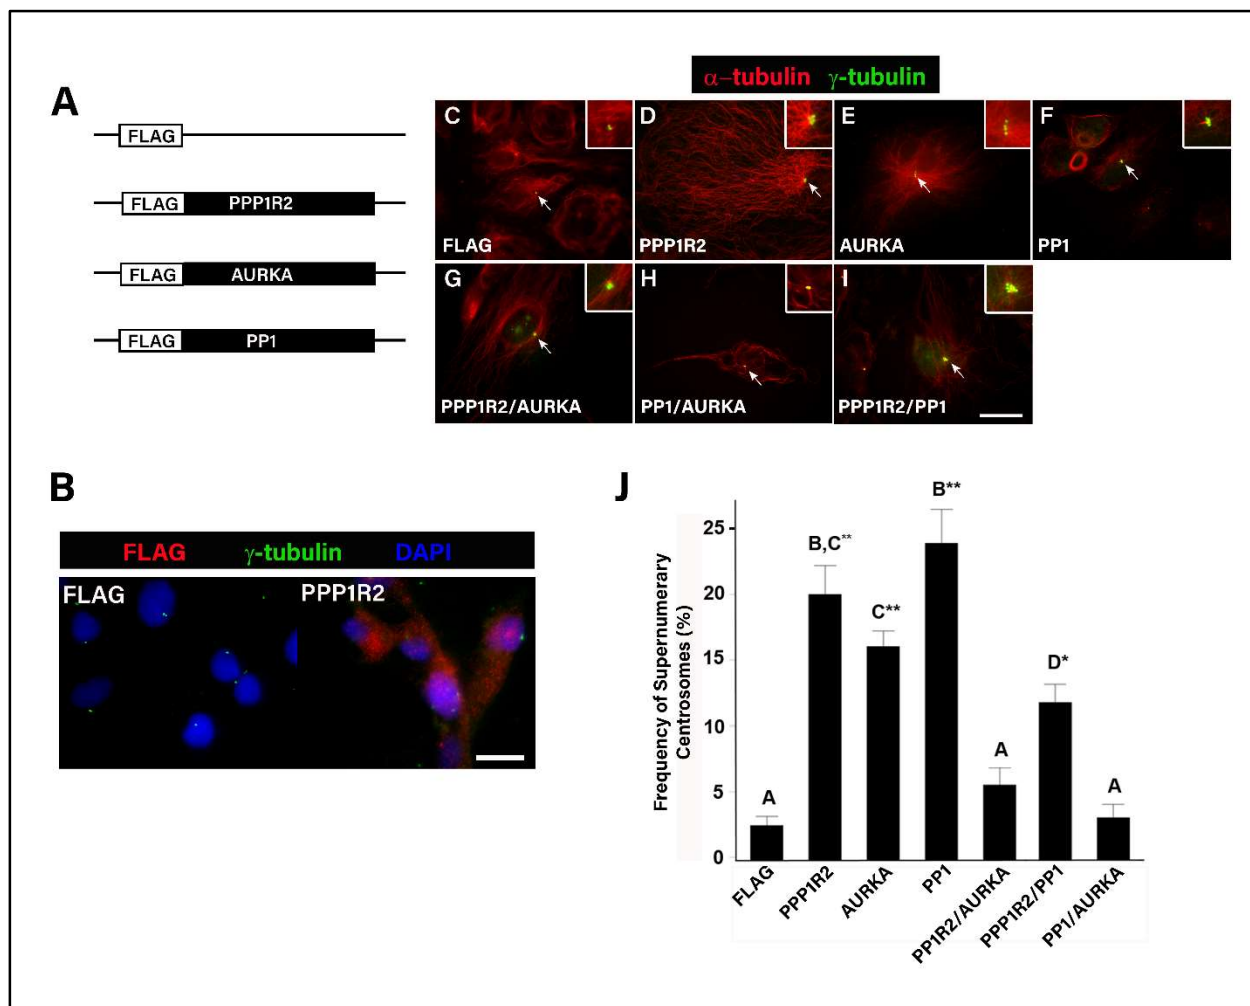 α–tubulin γ-tubulin
A
FLAG
FLAG PPP1R2
FLAG AURKA
FLAG PP1
C
FLAG
D
PPP1R2
E
AURKA
F
PP1
G
PPP1R2/AURKA
H
PP1/AURKA
I
PPP1R2/PP1
B
FLAG γ-tubulin DAPI
FLAG
PPP1R2
J
Frequency of Supernumerary
Centrosomes (%)
25
20
15
10
5
0
A
B,C**
C**
B**
A
D*
A
FLAG
PPP1R2
AURKA
PP1
PP1R2/AURKA
PPP1R2/PP1
PP1/AURKA